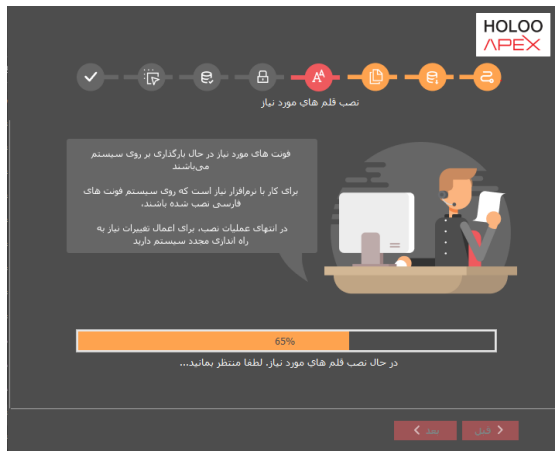 HOLOO
APEX
نصب قلم های مورد نیاز
فونت های مورد نیاز در حال بارگذاری بر روی سیستم
می‌باشند
برای کار با نرم‌افزار نیاز است که روی سیستم فونت های
فارسی نصب شده باشند.
در انتهای عملیات نصب، برای اعمال تغییرات نیاز به
راه اندازی مجدد سیستم دارید
65%
در حال نصب قلم های مورد نیاز. لطفا منتظر بمانید...
قبل
بعد